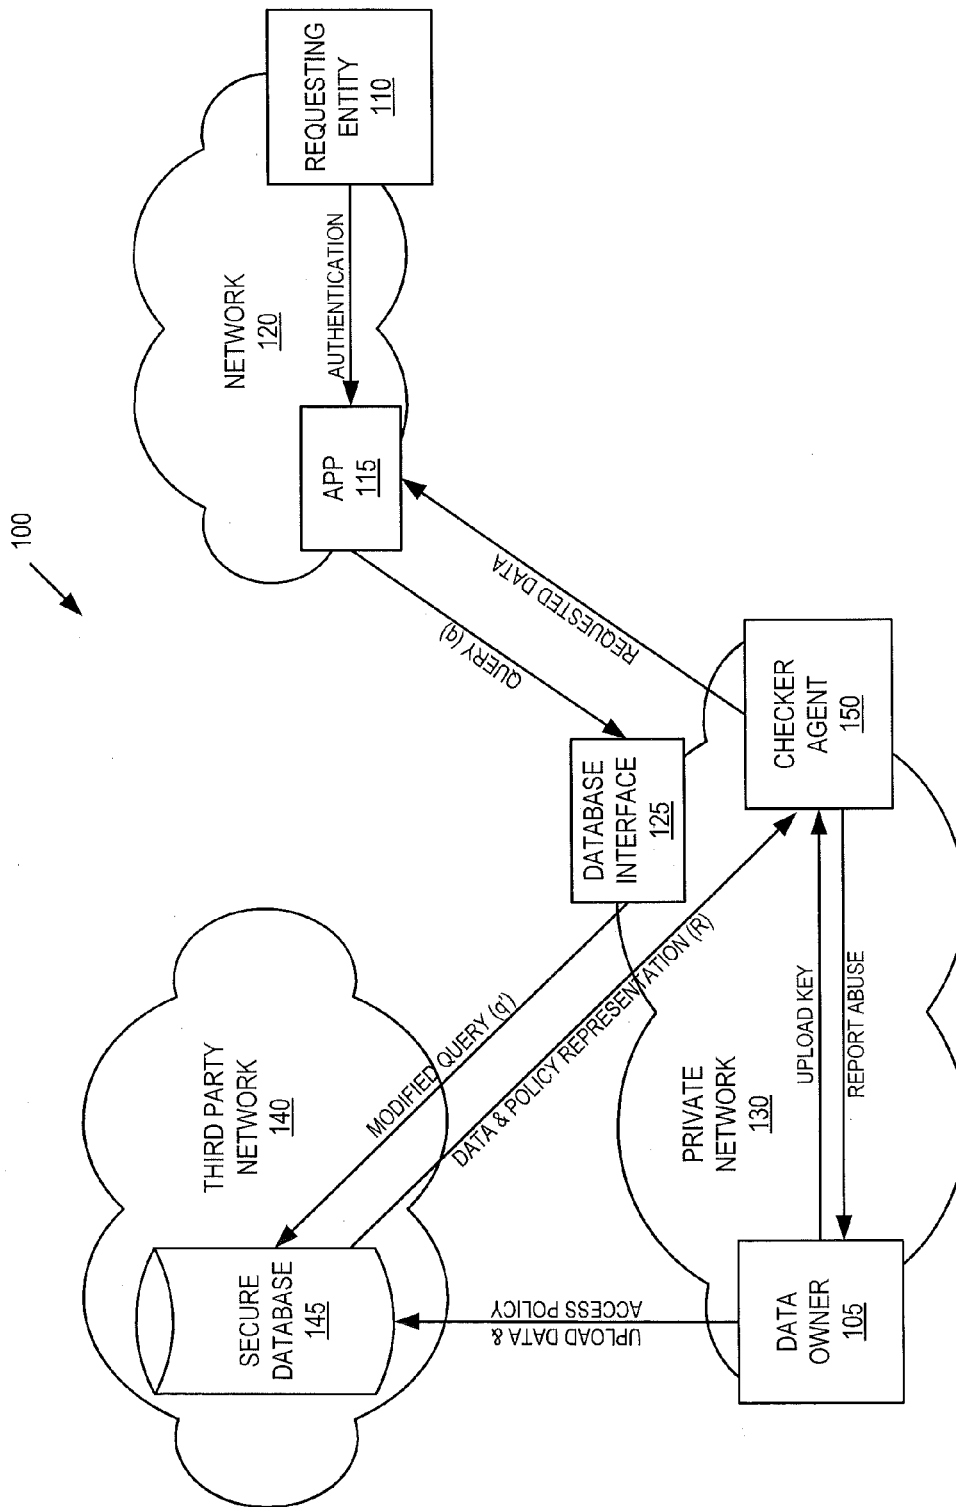 100
THIRD PARTY
NETWORK
140
SECURE
DATABASE
145
NETWORK
120
REQUESTING
ENTITY
110
AUTHENTICATION
APP
115
QUERY (q)
REQUESTED DATA
MODIFIED QUERY (q')
DATA & POLICY REPRESENTATION (R)
DATABASE
INTERFACE
125
UPLOAD DATA &
ACCESS POLICY
PRIVATE
NETWORK
130
DATA
OWNER
105
UPLOAD KEY
REPORT ABUSE
CHECKER
AGENT
150